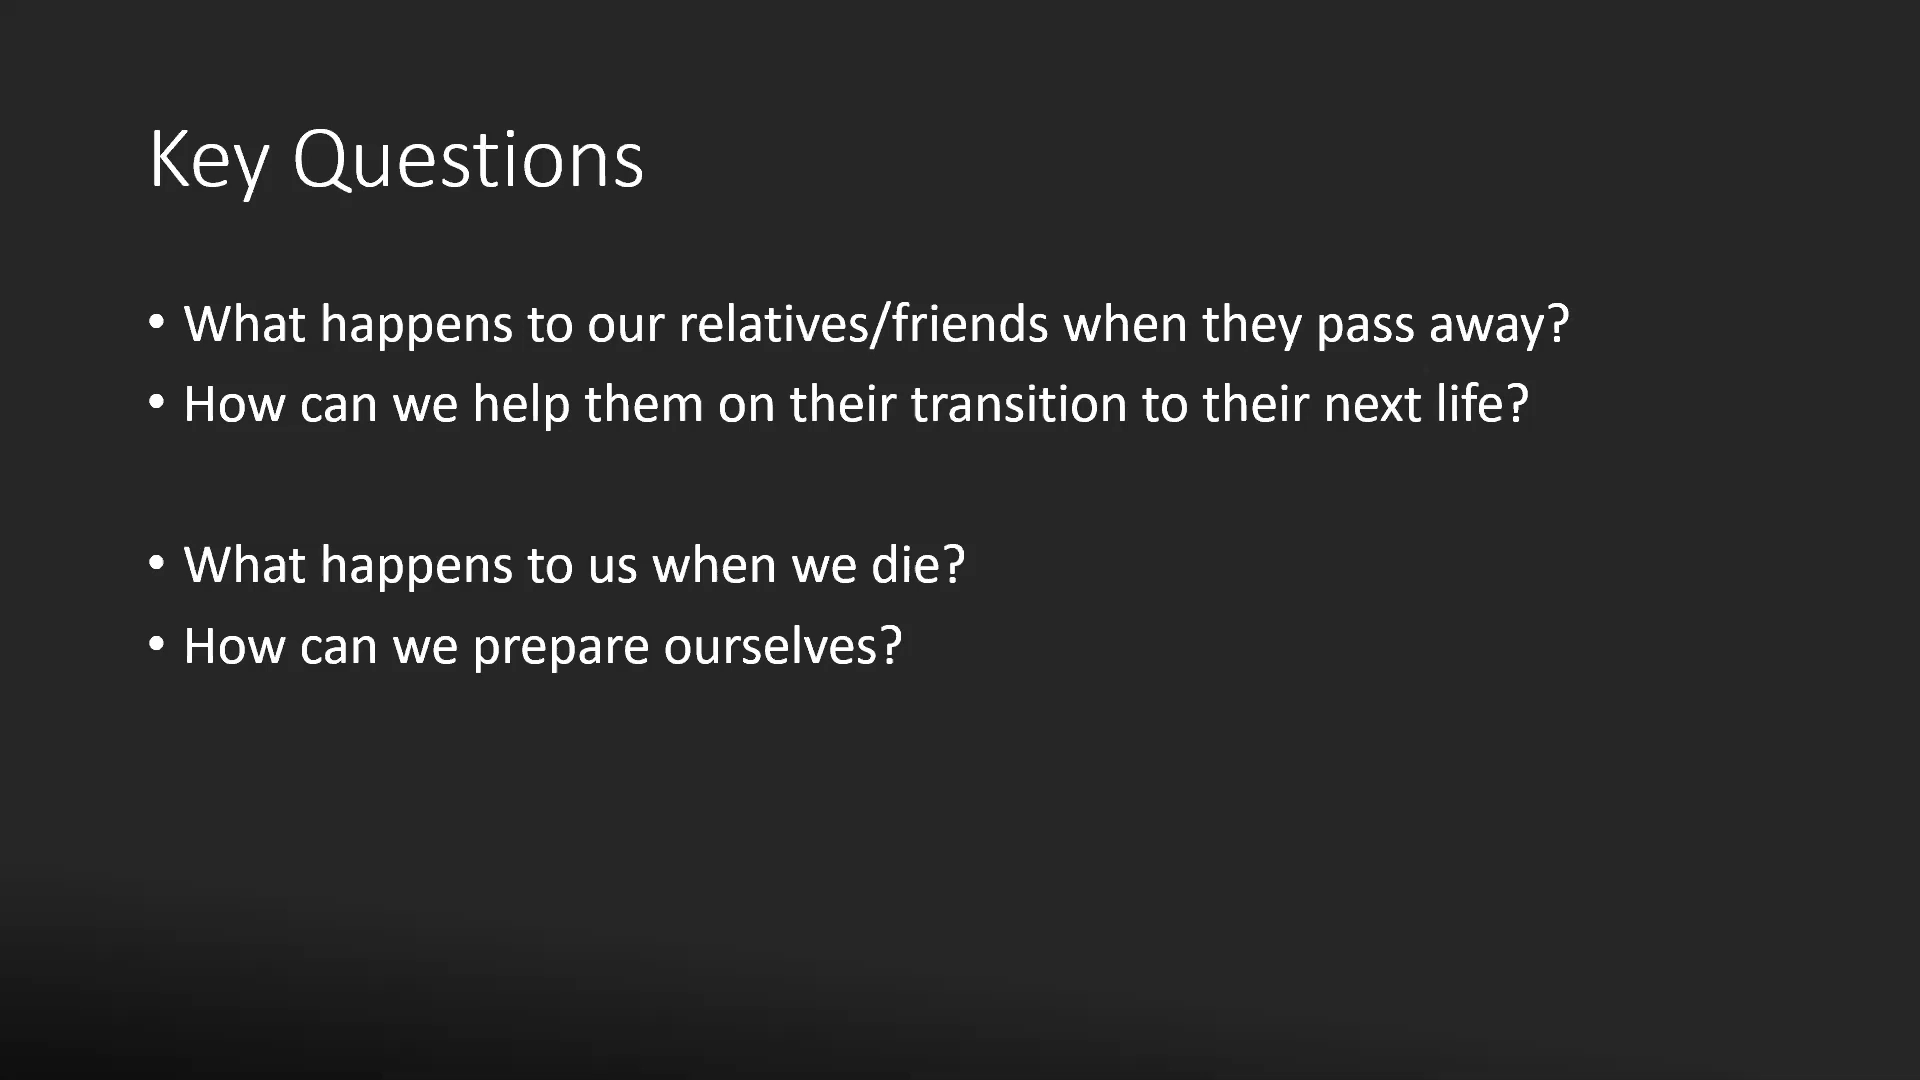 Key Questions
• What happens to our relatives/friends when they pass away?
• How can we help them on their transition to their next life?
• What happens to us when we die?
• How can we prepare ourselves?